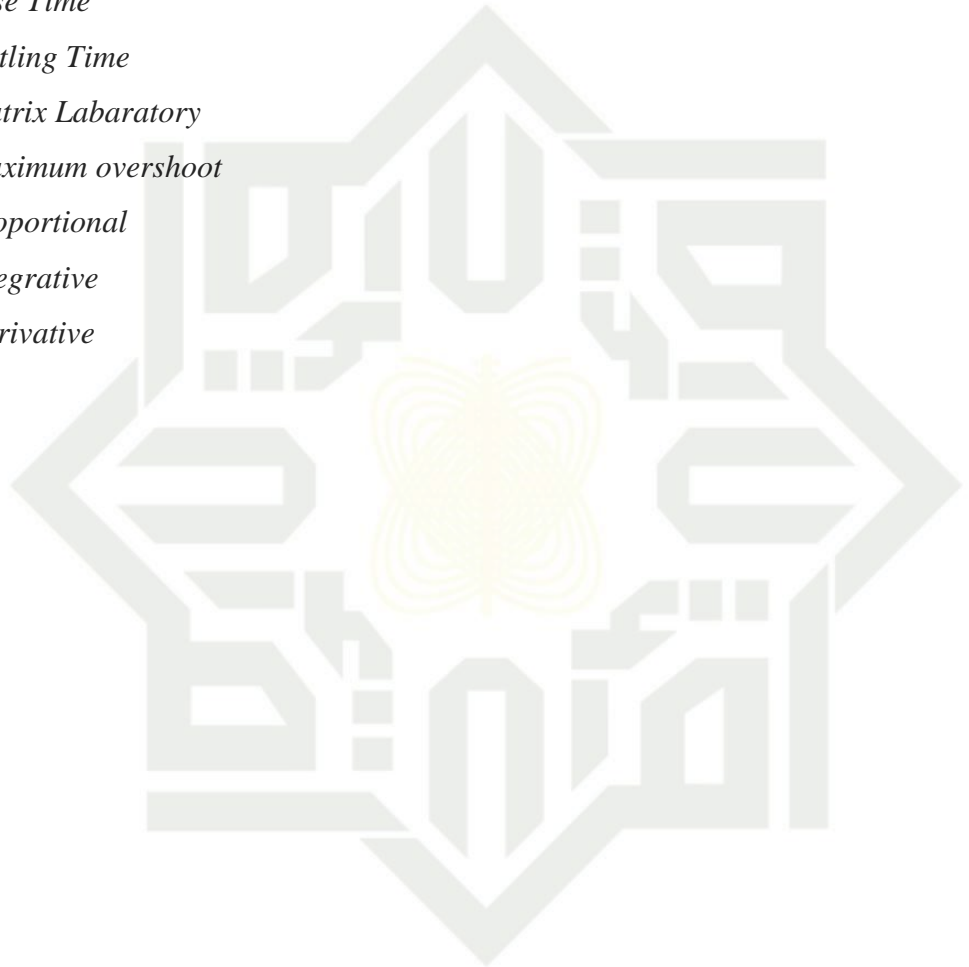 se Time
tling Time
trix Labaratory
ximum overshoot
oportional
egrative
rivative